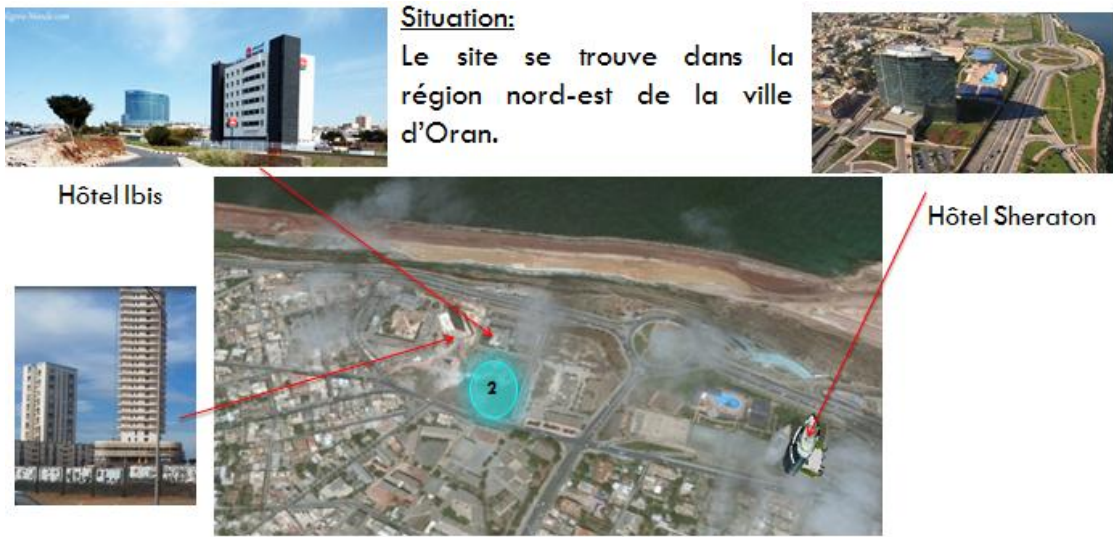 Situation:
Le site se trouve dans la
région nord-est de la ville
d'Oran.
Hôtel Ibis
Hôtel Sheraton
2